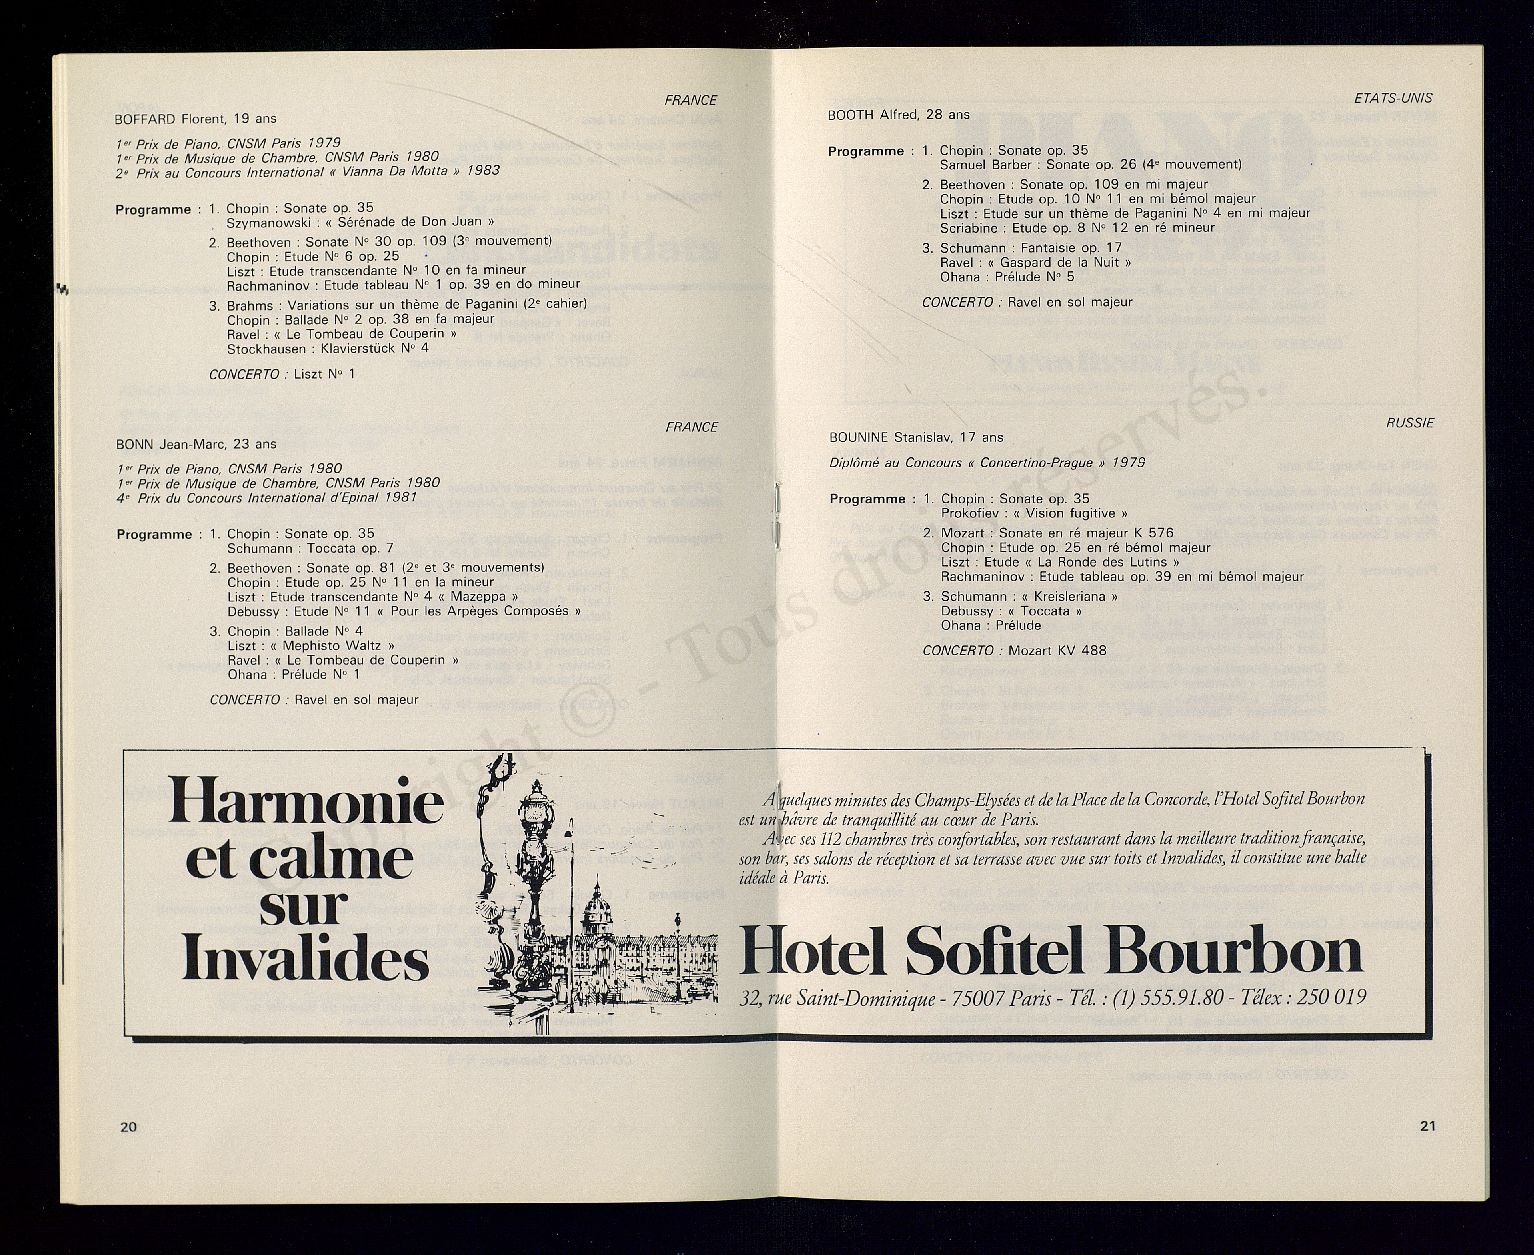 FRANCE
BOFFARD Florent, 19 ans
1er Prix de Piano, CNSM Paris 1979
1er Prix de Musique de Chambre, CNSM Paris 1980
2e Prix au Concours International « Vianna Da Motta » 1983
Programme : 1. Chopin : Sonate op. 35
Szymanowski : « Sérénade de Don Juan »
2. Beethoven : Sonate No 30 op. 109 (3e mouvement)
Chopin : Etude No 6 op. 25
Liszt : Etude transcendante No 10 en fa mineur
Rachmaninov : Etude tableau No 1 op. 39 en do mineur
3. Brahms : Variations sur un thème de Paganini (2e cahier)
Chopin : Ballade No 2 op. 38 en fa majeur
Ravel : « Le Tombeau de Couperin »
Stockhausen : Klavierstück No 4
CONCERTO : Liszt No 1
FRANCE
BONN Jean-Marc, 23 ans
1er Prix de Piano, CNSM Paris 1980
1er Prix de Musique de Chambre, CNSM Paris 1980
4e Prix du Concours International d'Epinal 1981
Programme : 1. Chopin : Sonate op. 35
Schumann : Toccata op. 7
2. Beethoven : Sonate op. 81 (2e et 3e mouvements)
Chopin : Etude op. 25 No 11 en la mineur
Liszt : Etude transcendante No 4 « Mazeppa »
Debussy : Etude No 11 « Pour les Arpèges Composés »
3. Chopin : Ballade No 4
Liszt : « Mephisto Waltz »
Ravel : « Le Tombeau de Couperin »
Ohana : Prélude No 1
CONCERTO : Ravel en sol majeur
ETATS-UNIS
BOOTH Alfred, 28 ans
Programme : 1. Chopin : Sonate op. 35
Samuel Barber : Sonate op. 26 (4e mouvement)
2. Beethoven : Sonate op. 109 en mi majeur
Chopin : Etude op. 10 No 11 en mi bémol majeur
Liszt : Etude sur un thème de Paganini No 4 en mi majeur
Scriabine : Etude op. 8 No 12 en ré mineur
3. Schumann : Fantaisie op. 17
Ravel : « Gaspard de la Nuit »
Ohana : Prélude No 5
CONCERTO : Ravel en sol majeur
RUSSIE
BOUNINE Stanislav, 17 ans
Diplômé au Concours « Concertino-Prague » 1979
Programme : 1. Chopin : Sonate op. 35
Prokofiev : « Vision fugitive »
2. Mozart : Sonate en ré majeur K 576
Chopin : Etude op. 25 en ré bémol majeur
Liszt : Etude « La Ronde des Lutins »
Rachmaninov : Etude tableau op. 39 en mi bémol majeur
3. Schumann : « Kreisleriana »
Debussy : « Toccata »
Ohana : Prélude
CONCERTO : Mozart KV 488
Copyright © - Tous droits réservés.
Harmonie
et calme
sur
Invalides
A quelques minutes des Champs-Elysées et de la Place de la Concorde, l'Hotel Sofitel Bourbon
est un hâvre de tranquillité au cœur de Paris.
Avec ses 112 chambres très confortables, son restaurant dans la meilleure tradition française,
son bar, ses salons de réception et sa terrasse avec vue sur toits et Invalides, il constitue une halte
idéale à Paris.
Hotel Sofitel Bourbon
32, rue Saint-Dominique - 75007 Paris - Tél. : (1) 555.91.80 - Télex : 250 019
20
21